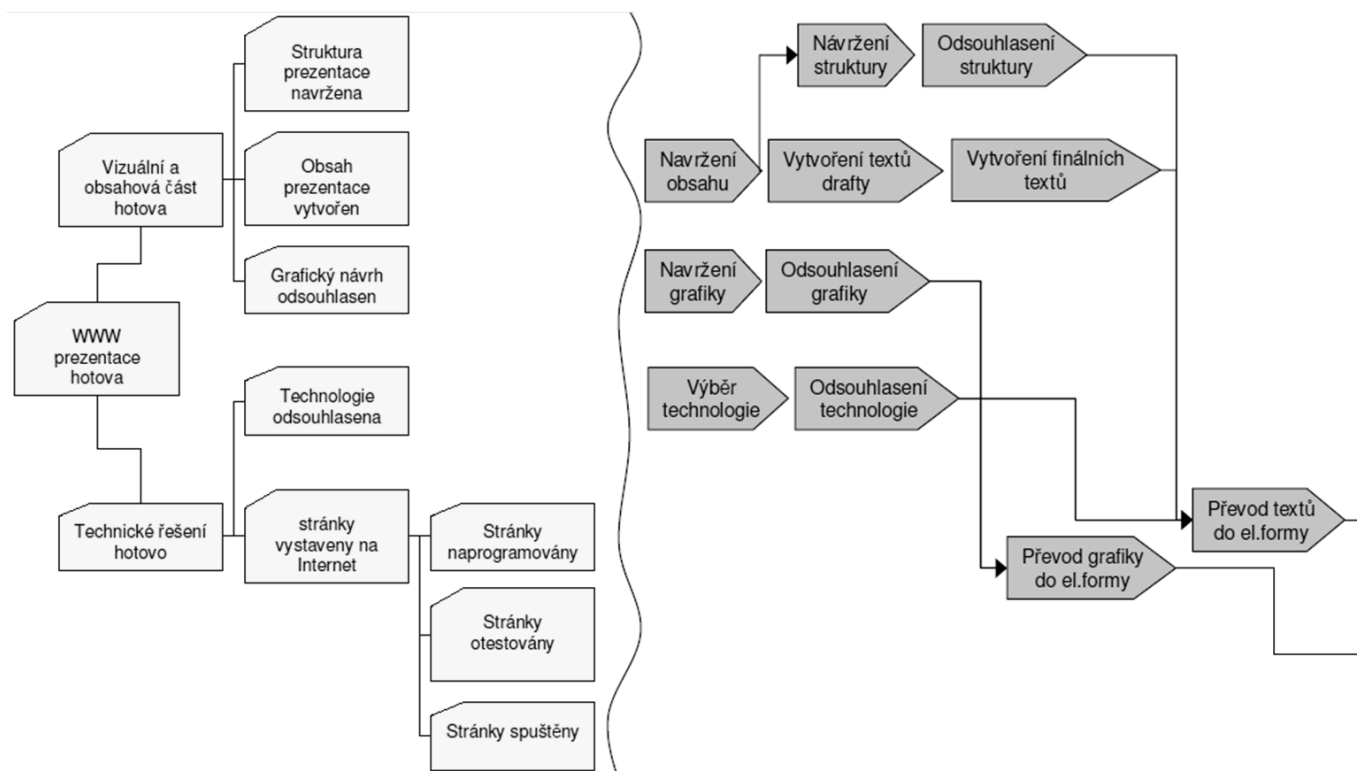 Struktura
prezentace
navržena
Vizuální a
obsahová část
hotova
Obsah
prezentace
vytvořen
Grafický návrh
odsouhlasen
WWW
prezentace
hotova
Technologie
odsouhlasena
Technické řešení
hotovo
stránky
vystaveny na
Internet
Stránky
naprogramovány
Stránky
otestovány
Stránky spuštěny
Návržení
struktury
Odsouhlasení
struktury
Navržení
obsahu
Vytvoření textů
drafty
Vytvoření finálních
textů
Navržení
grafiky
Odsouhlasení
grafiky
Výběr
technologie
Odsouhlasení
technologie
Převod textů
do el.formy
Převod grafiky
do el.formy